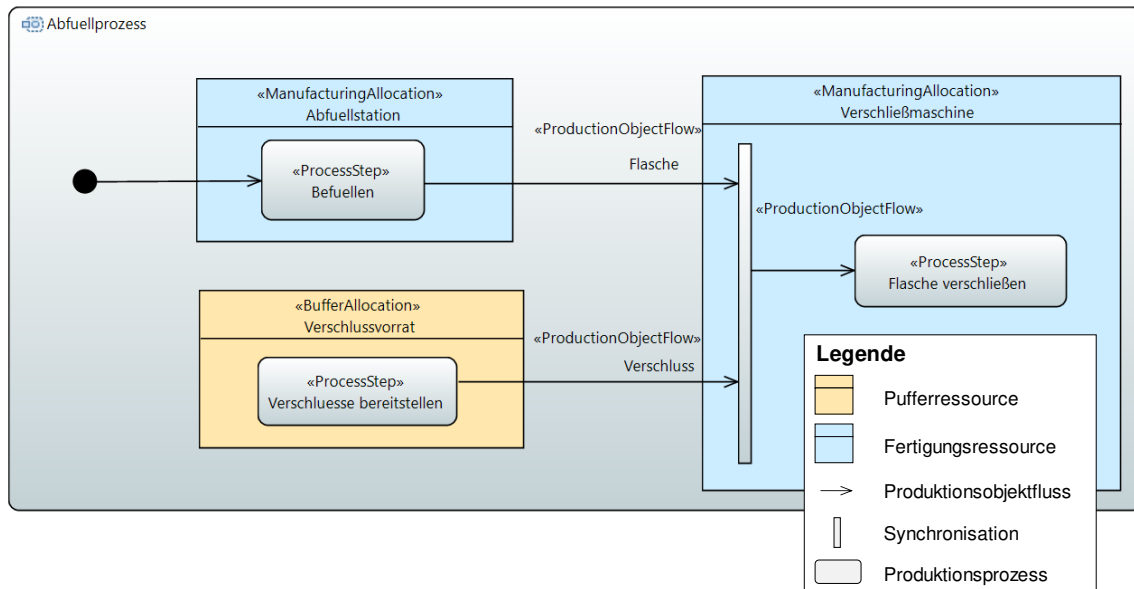 Abfuellprozess
«ManufacturingAllocation»
Abfuellstation
«ProcessStep»
Befuellen
«ProductionObjectFlow»
Flasche
«ManufacturingAllocation»
Verschließmaschine
«ProductionObjectFlow»
«ProcessStep»
Flasche verschließen
«BufferAllocation»
Verschlussvorrat
«ProcessStep»
Verschluesse bereitstellen
«ProductionObjectFlow»
Verschluss
Legende
Pufferressource
Fertigungsressource
Produktionsobjektfluss
Synchronisation
Produktionsprozess